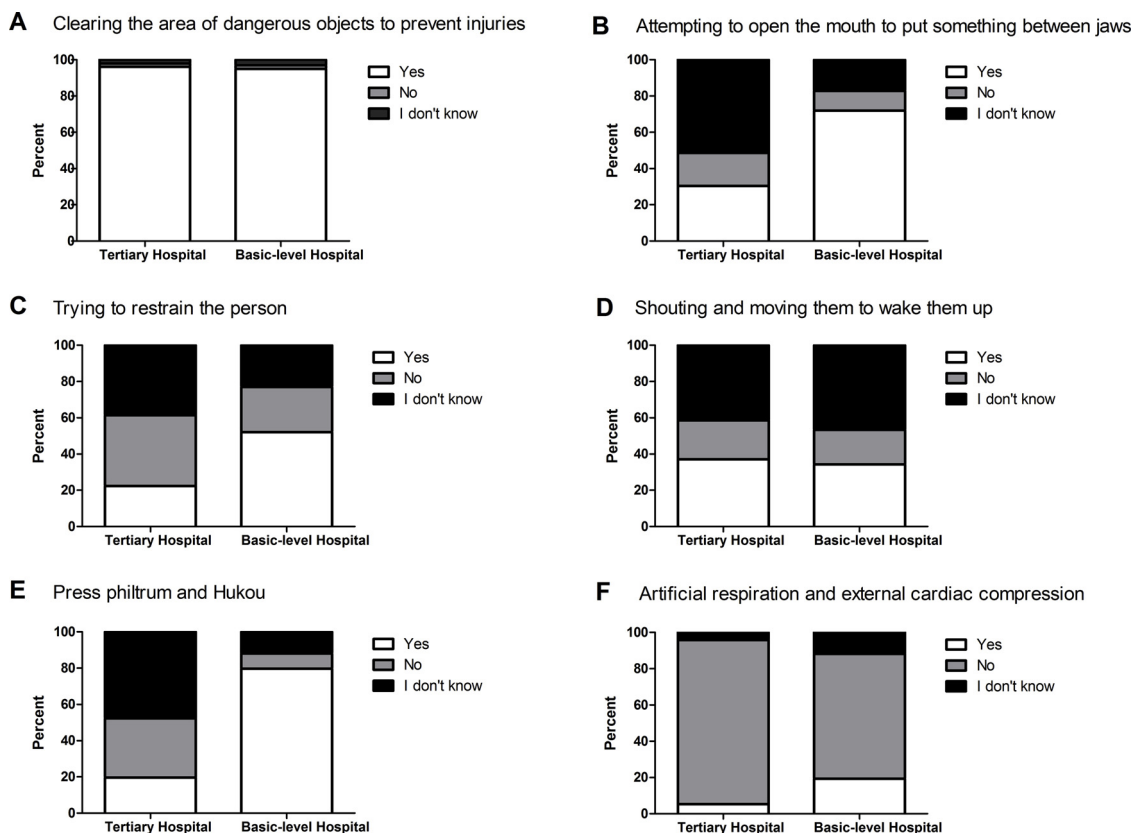 A Clearing the area of dangerous objects to prevent injuries
Percent
100
80
60
40
20
0
Tertiary Hospital Basic-level Hospital
Yes
No
I don't know
B Attempting to open the mouth to put something between jaws
Percent
100
80
60
40
20
0
Tertiary Hospital Basic-level Hospital
Yes
No
I don't know
C Trying to restrain the person
Percent
100
80
60
40
20
0
Tertiary Hospital Basic-level Hospital
Yes
No
I don't know
D Shouting and moving them to wake them up
Percent
100
80
60
40
20
0
Tertiary Hospital Basic-level Hospital
Yes
No
I don't know
E Press philtrum and Hukou
Percent
100
80
60
40
20
0
Tertiary Hospital Basic-level Hospital
Yes
No
I don't know
F Artificial respiration and external cardiac compression
Percent
100
80
60
40
20
0
Tertiary Hospital Basic-level Hospital
Yes
No
I don't know